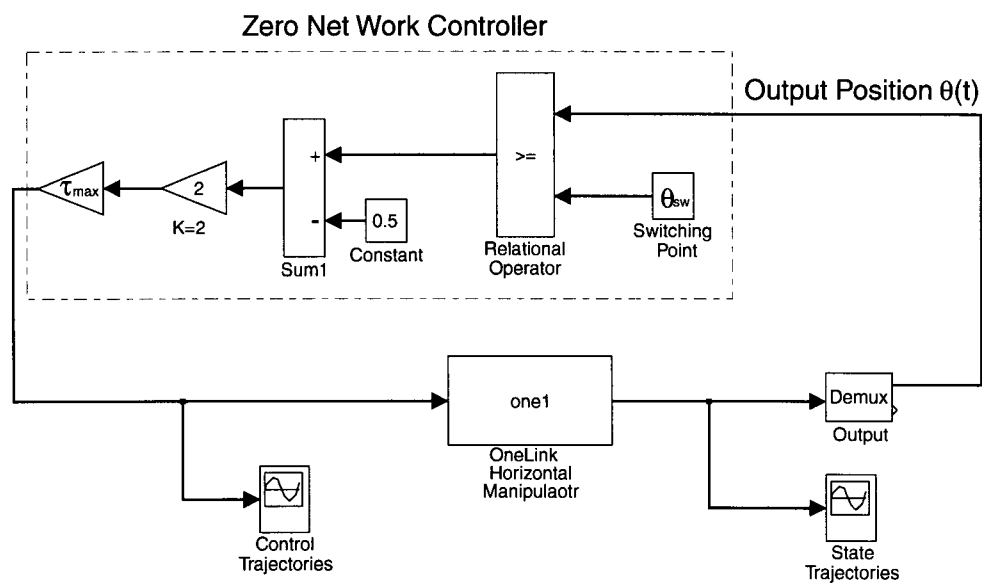 Zero Net Work Controller
Output Position θ(t)
>=
+
τmax
2
θsw
-
0.5
K=2
Switching
Point
Relational
Operator
Constant
Sum1
one1
Demux
Output
OneLink
Horizontal
Manipulaotr
Control
Trajectories
State
Trajectories